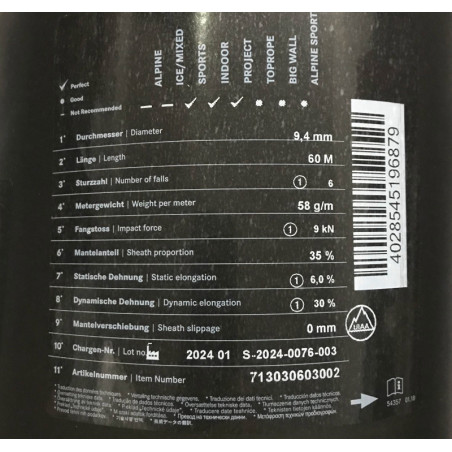 ALPINE
ICE/MIXED
SPORTS
INDOOR
PROJECT
TOPROPE
BIG WALL
ALPINE SPORT
✓ Perfect
● Good
– Not Recommended
– – ✓ ✓ ✓ ● ● ●
1* Durchmesser | Diameter 9,4 mm
2* Länge | Length 60 M
3* Sturzzahl | Number of falls 1 6
4* Metergewicht | Weight per meter 58 g/m
5* Fangstoss | Impact force 1 9 kN
6* Mantelanteil | Sheath proportion 35 %
7* Statische Dehnung | Static elongation 1 6,0 %
8* Dynamische Dehnung | Dynamic elongation 1 30 %
9* Mantelverschiebung | Sheath slippage 0 mm
10* Chargen-Nr. | Lot no. 2024 01 S-2024-0076-003
11* Artikelnummer | Item Number 713030603002
4028545196879
UIAA
54357